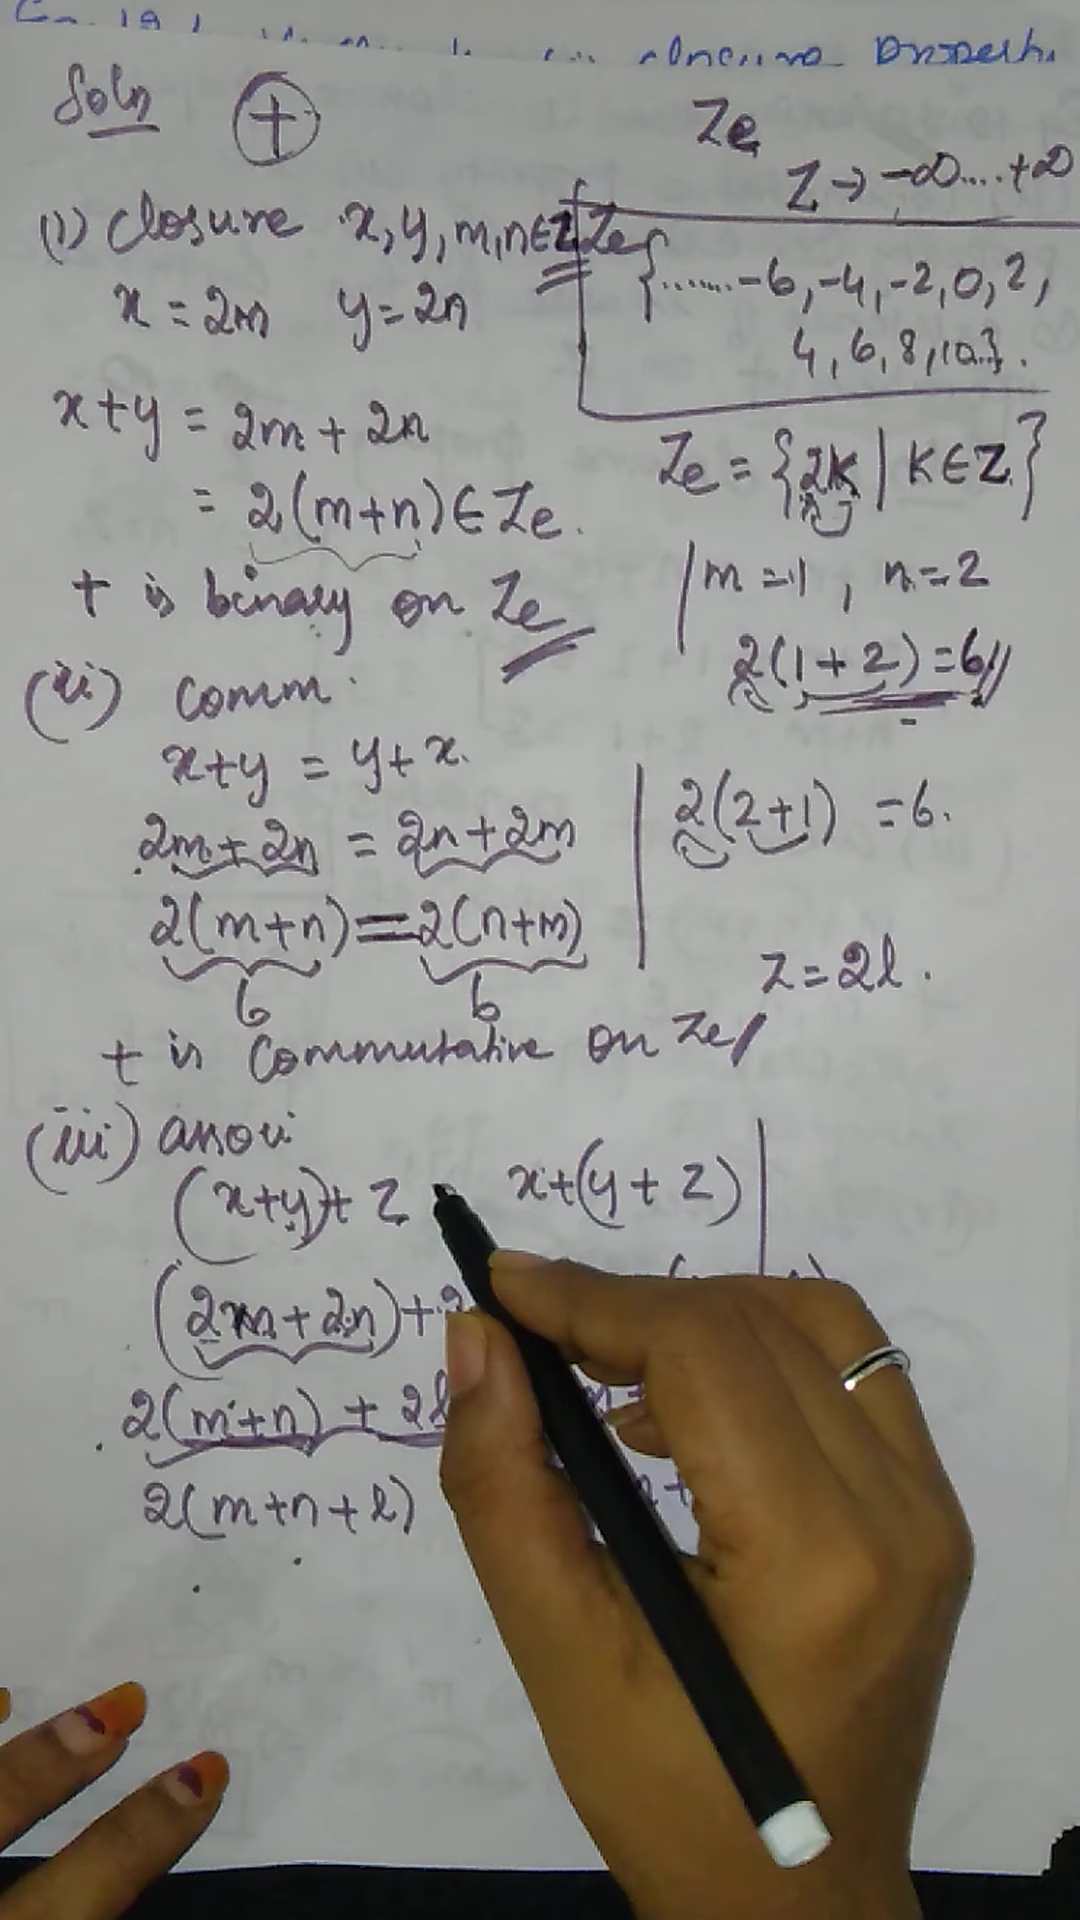 Soln (+)
Ze
Z → -∞....+∞
(i) closure x, y, m, n ∈ Ze
{.......-6, -4, -2, 0, 2,
4, 6, 8, 10..}.
x = 2m y = 2n
x+y = 2m + 2n
Ze = {2K | K ∈ Z}
= 2(m+n) ∈ Ze.
m = 1, n = 2
+ is binary on Ze
2(1+2) = 6
(ii) comm.
x+y = y+x.
2m + 2n = 2n + 2m
2(2+1) = 6.
2(m+n) = 2(n+m)
6 6
Z = 2l.
+ is commutative on Ze
(iii) associ
(x+y)+Z x+(y+Z)
(2m+2n)+2
2(m+n) + 2l
2(m+n+l)